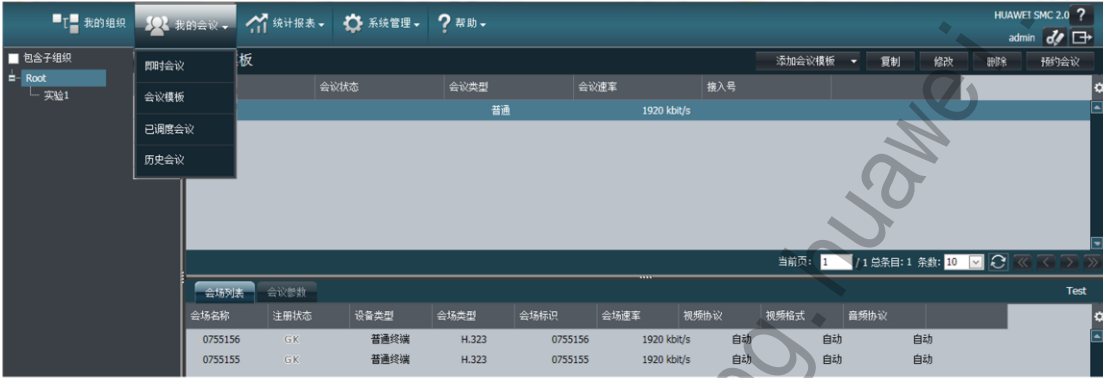 我的组织 我的会议 统计报表 系统管理 ? 帮助 HUAWEI SMC 2.0 ?
admin
包含子组织
Root
实验1
即时会议
会议模板
已调度会议
历史会议
板 添加会议模板 复制 修改 删除 预约会议
会议状态 会议类型 会议速率 接入号
普通 1920 kbit/s
当前页: 1 / 1 总条目: 1 条数: 10
会场列表 会议参数 Test
会场名称 注册状态 设备类型 会场类型 会场标识 会场速率 视频协议 视频格式 音频协议
0755156 GK 普通终端 H.323 0755156 1920 kbit/s 自动 自动 自动
0755155 GK 普通终端 H.323 0755155 1920 kbit/s 自动 自动 自动
ng.huawei.